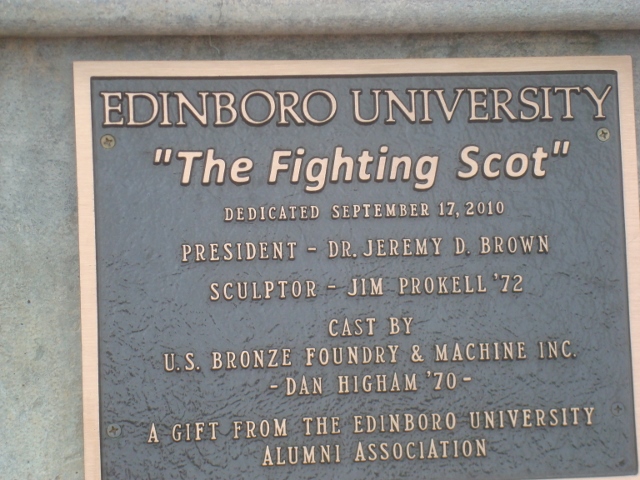 EDINBORO UNIVERSITY
"The Fighting Scot"
DEDICATED SEPTEMBER 17, 2010
PRESIDENT - DR. JEREMY D. BROWN
SCULPTOR - JIM PROKELL '72
CAST BY
U.S. BRONZE FOUNDRY & MACHINE INC.
- DAN HIGHAM '70 -
A GIFT FROM THE EDINBORO UNIVERSITY
ALUMNI ASSOCIATION